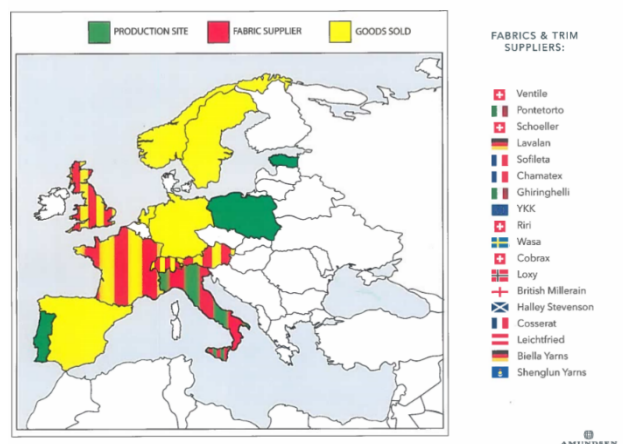 PRODUCTION SITE
FABRIC SUPPLIER
GOODS SOLD
FABRICS & TRIM
SUPPLIERS:
Ventile
Pontetorto
Schoeller
Lavalan
Sofileta
Chamatex
Ghiringhelli
YKK
Riri
Wasa
Cobrax
Loxy
British Millerain
Halley Stevenson
Cosserat
Leichtfried
Biella Yarns
Shenglun Yarns
AMUNDSEN